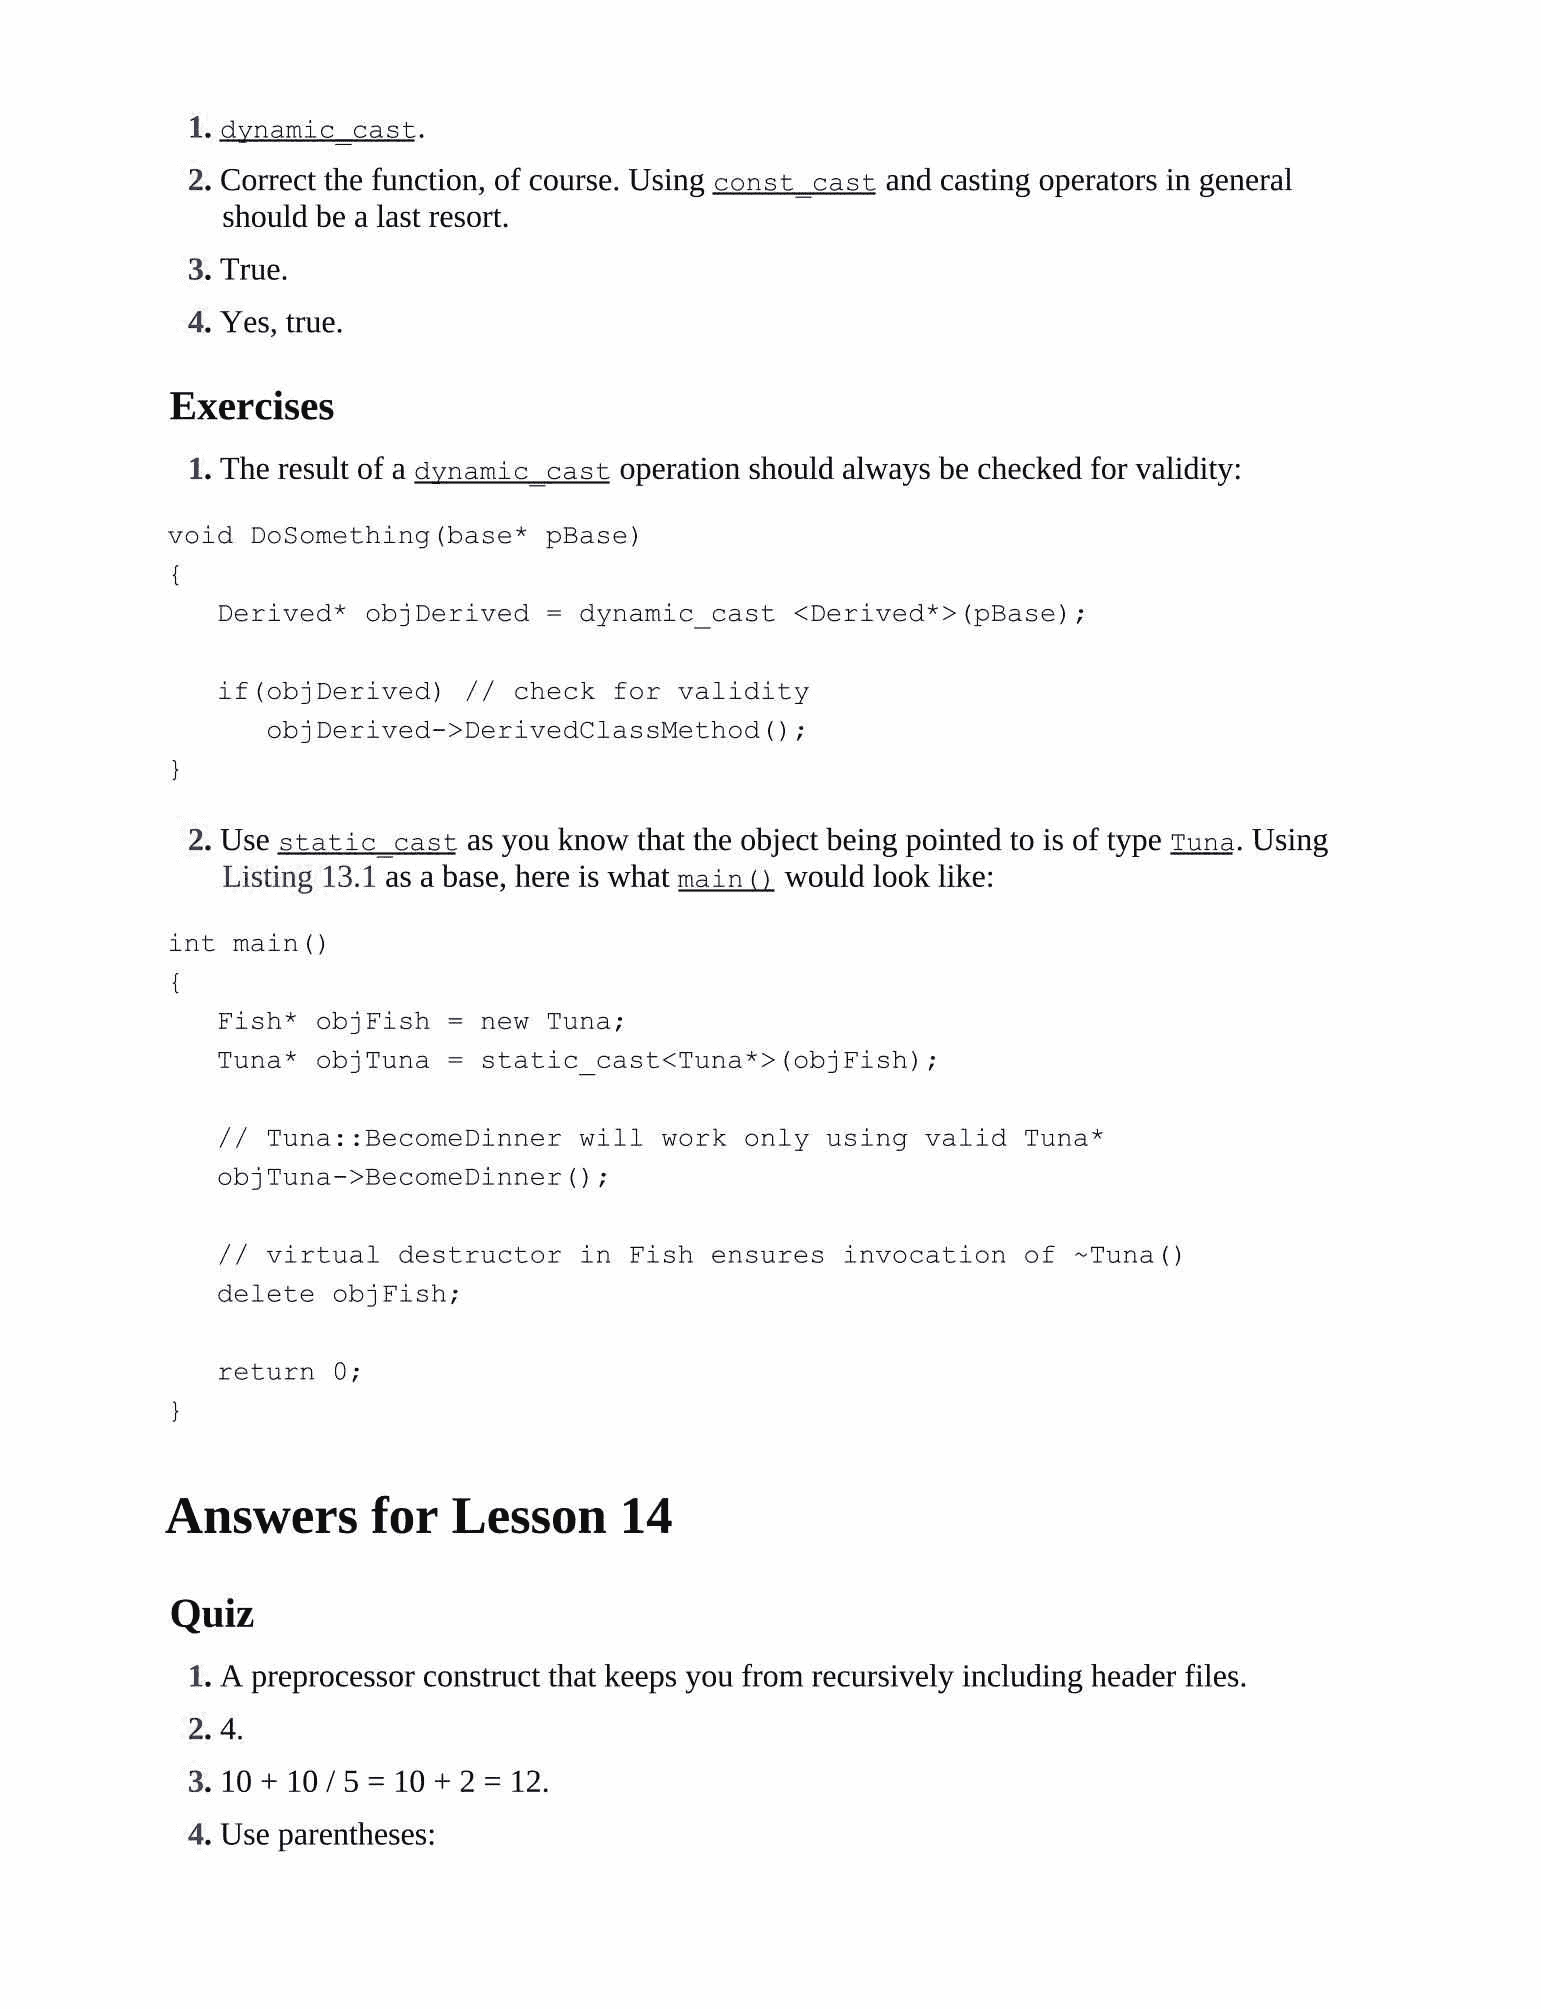 1. dynamic_cast.
2. Correct the function, of course. Using const_cast and casting operators in general
should be a last resort.
3. True.
4. Yes, true.
Exercises
1. The result of a dynamic_cast operation should always be checked for validity:
void DoSomething(base* pBase)
{
   Derived* objDerived = dynamic_cast <Derived*>(pBase);
   if(objDerived) // check for validity
      objDerived->DerivedClassMethod();
}
2. Use static_cast as you know that the object being pointed to is of type Tuna. Using
Listing 13.1 as a base, here is what main() would look like:
int main()
{
   Fish* objFish = new Tuna;
   Tuna* objTuna = static_cast<Tuna*>(objFish);
   // Tuna::BecomeDinner will work only using valid Tuna*
   objTuna->BecomeDinner();
   // virtual destructor in Fish ensures invocation of ~Tuna()
   delete objFish;
   return 0;
}
Answers for Lesson 14
Quiz
1. A preprocessor construct that keeps you from recursively including header files.
2. 4.
3. 10 + 10 / 5 = 10 + 2 = 12.
4. Use parentheses: